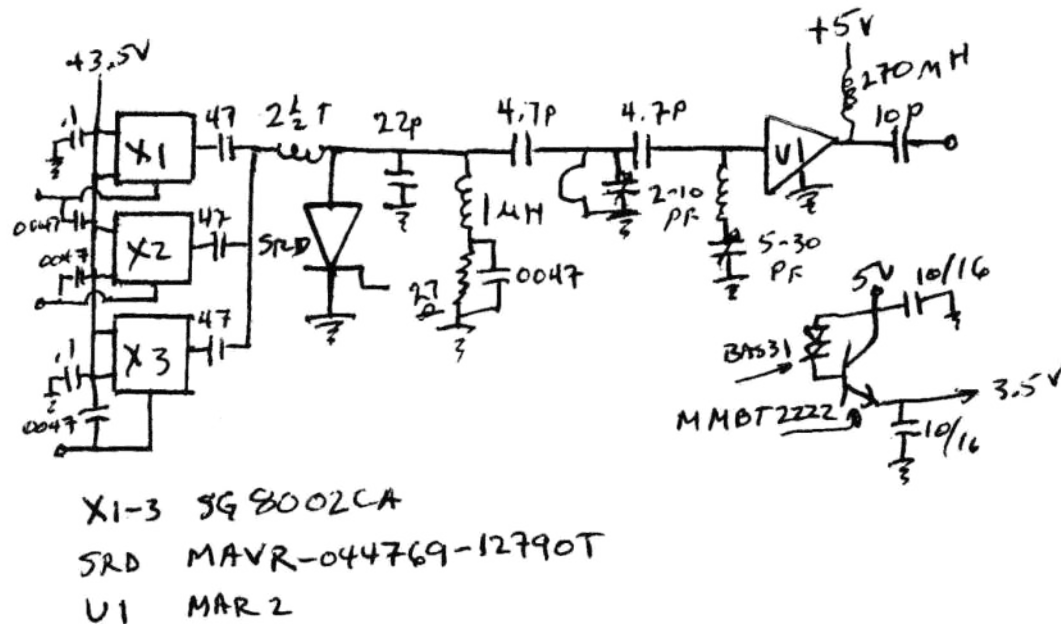 +3.5V
.1
X1
47
2½T
22p
4.7p
4.7p
+5V
270MH
10p
U1
0047
X2
47
0047
SRD
1µH
2-10
PF
27
Ω
0047
5-30
PF
.1
X3
47
0047
5V
10/16
BAS31
MMBT2222
3.5V
10/16
X1-3 SG8002CA
SRD MAVR-044769-12790T
U1 MAR2